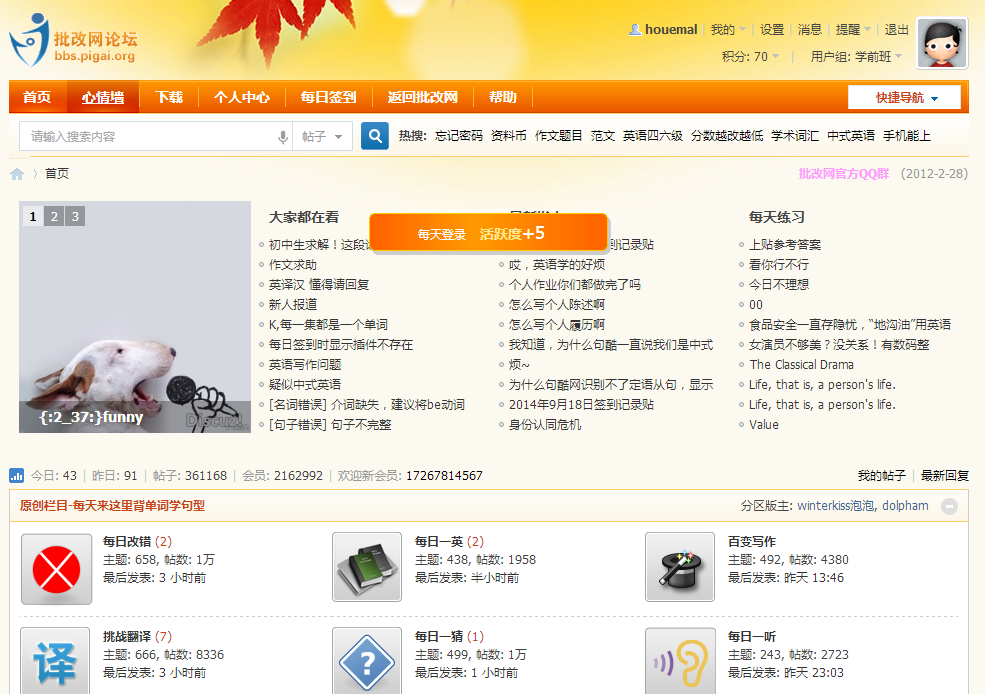 批改网论坛
bbs.pigai.org
houemal | 我的 | 设置 | 消息 | 提醒 | 退出
积分: 70 | 用户组: 学前班
首页 心情墙 下载 个人中心 每日签到 返回批改网 帮助 快捷导航
请输入搜索内容 帖子 热搜: 忘记密码 资料币 作文题目 范文 英语四六级 分数越改越低 学术词汇 中式英语 手机能上
首页 批改网官方QQ群 (2012-2-28)
1 2 3
{:2_37:}funny
Discuz!
大家都在看
初中生求解！这段
作文求助
英译汉 懂得请回复
新人报道
K,每一集都是一个单词
每日签到时显示插件不存在
英语写作问题
疑似中式英语
[名词错误] 介词缺失，建议将be动词
[句子错误] 句子不完整
每天登录 活跃度+5
到记录贴
哎，英语学的好烦
个人作业你们都做完了吗
怎么写个人陈述啊
怎么写个人履历啊
我知道，为什么句酷一直说我们是中式
烦~
为什么句酷网识别不了定语从句，显示
2014年9月18日签到记录贴
身份认同危机
每天练习
上贴参考答案
看你行不行
今日不理想
00
食品安全一直存隐忧，“地沟油”用英语
女演员不够美？没关系！有数码整
The Classical Drama
Life, that is, a person's life.
Life, that is, a person's life.
Value
今日: 43 | 昨日: 91 | 帖子: 361168 | 会员: 2162992 | 欢迎新会员: 17267814567 我的帖子 | 最新回复
原创栏目-每天来这里背单词学句型 分区版主: winterkiss泡泡, dolpham
每日改错 (2)
主题: 658, 帖数: 1万
最后发表: 3 小时前
每日一英 (2)
主题: 438, 帖数: 1958
最后发表: 半小时前
百变写作
主题: 492, 帖数: 4380
最后发表: 昨天 13:46
译
挑战翻译 (7)
主题: 666, 帖数: 8336
最后发表: 3 小时前
?
每日一猜 (1)
主题: 499, 帖数: 1万
最后发表: 1 小时前
每日一听
主题: 243, 帖数: 2723
最后发表: 昨天 23:03